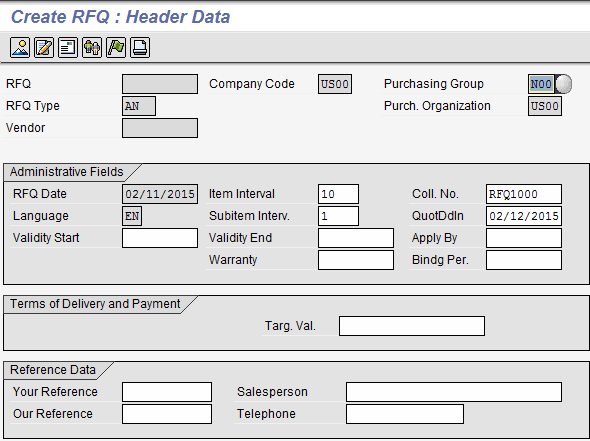 Create RFQ : Header Data
RFQ Company Code US00 Purchasing Group N00
RFQ Type AN Purch. Organization US00
Vendor
Administrative Fields
RFQ Date 02/11/2015 Item Interval 10 Coll. No. RFQ1000
Language EN Subitem Interv. 1 QuotDdln 02/12/2015
Validity Start Validity End Apply By
Warranty Bindg Per.
Terms of Delivery and Payment
Targ. Val.
Reference Data
Your Reference Salesperson
Our Reference Telephone